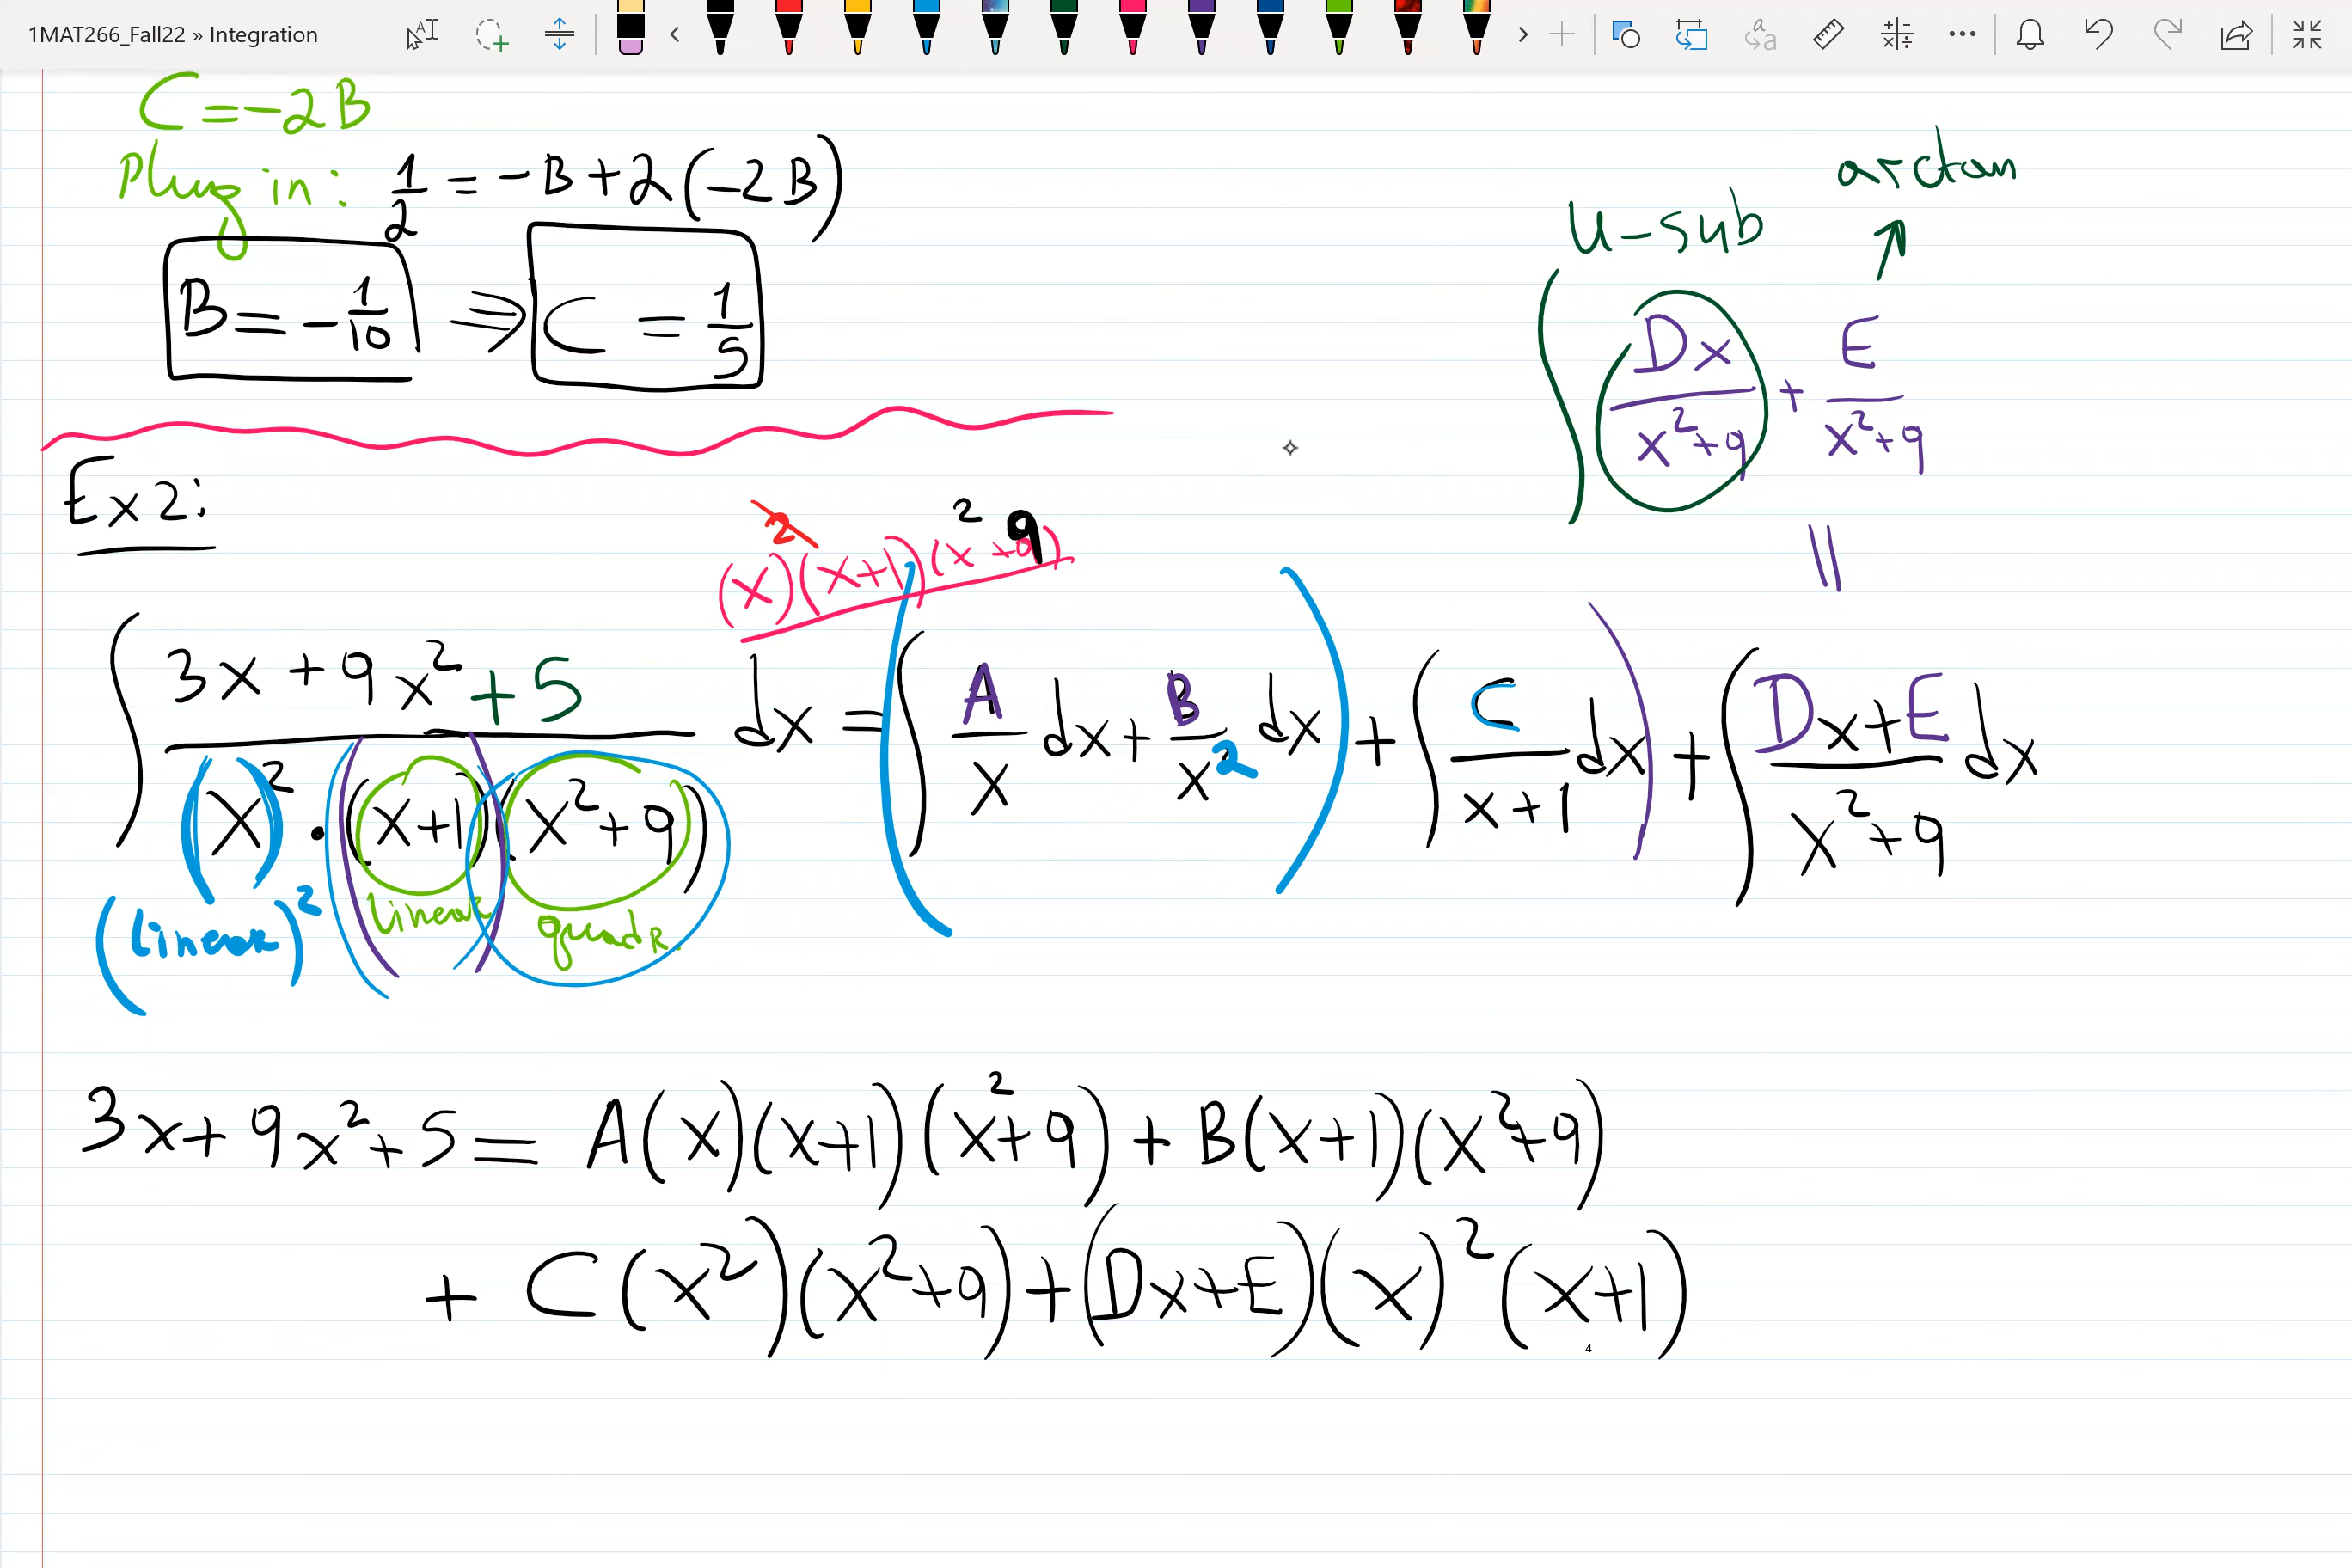 1MAT266_Fall22 » Integration
C = -2B
Plug in: 1/2 = -B + 2(-2B)
B = -1/10 ⇒ C = 1/5
arctan
u-sub
∫ Dx/(x²+9) + E/(x²+9)
||
Ex2:
2
(x)(x+1)(x²+9)
∫ (3x + 9x² + 5)/((x)² · (x+1)(x²+9)) dx = ∫ A/x dx + B/x² dx + ∫ C/(x+1) dx + ∫ (Dx+E)/(x²+9) dx
(linear)² linear quadr.
3x + 9x² + 5 = A(x)(x+1)(x²+9) + B(x+1)(x²+9)
+ C(x²)(x²+9) + (Dx+E)(x)²(x+1)
4